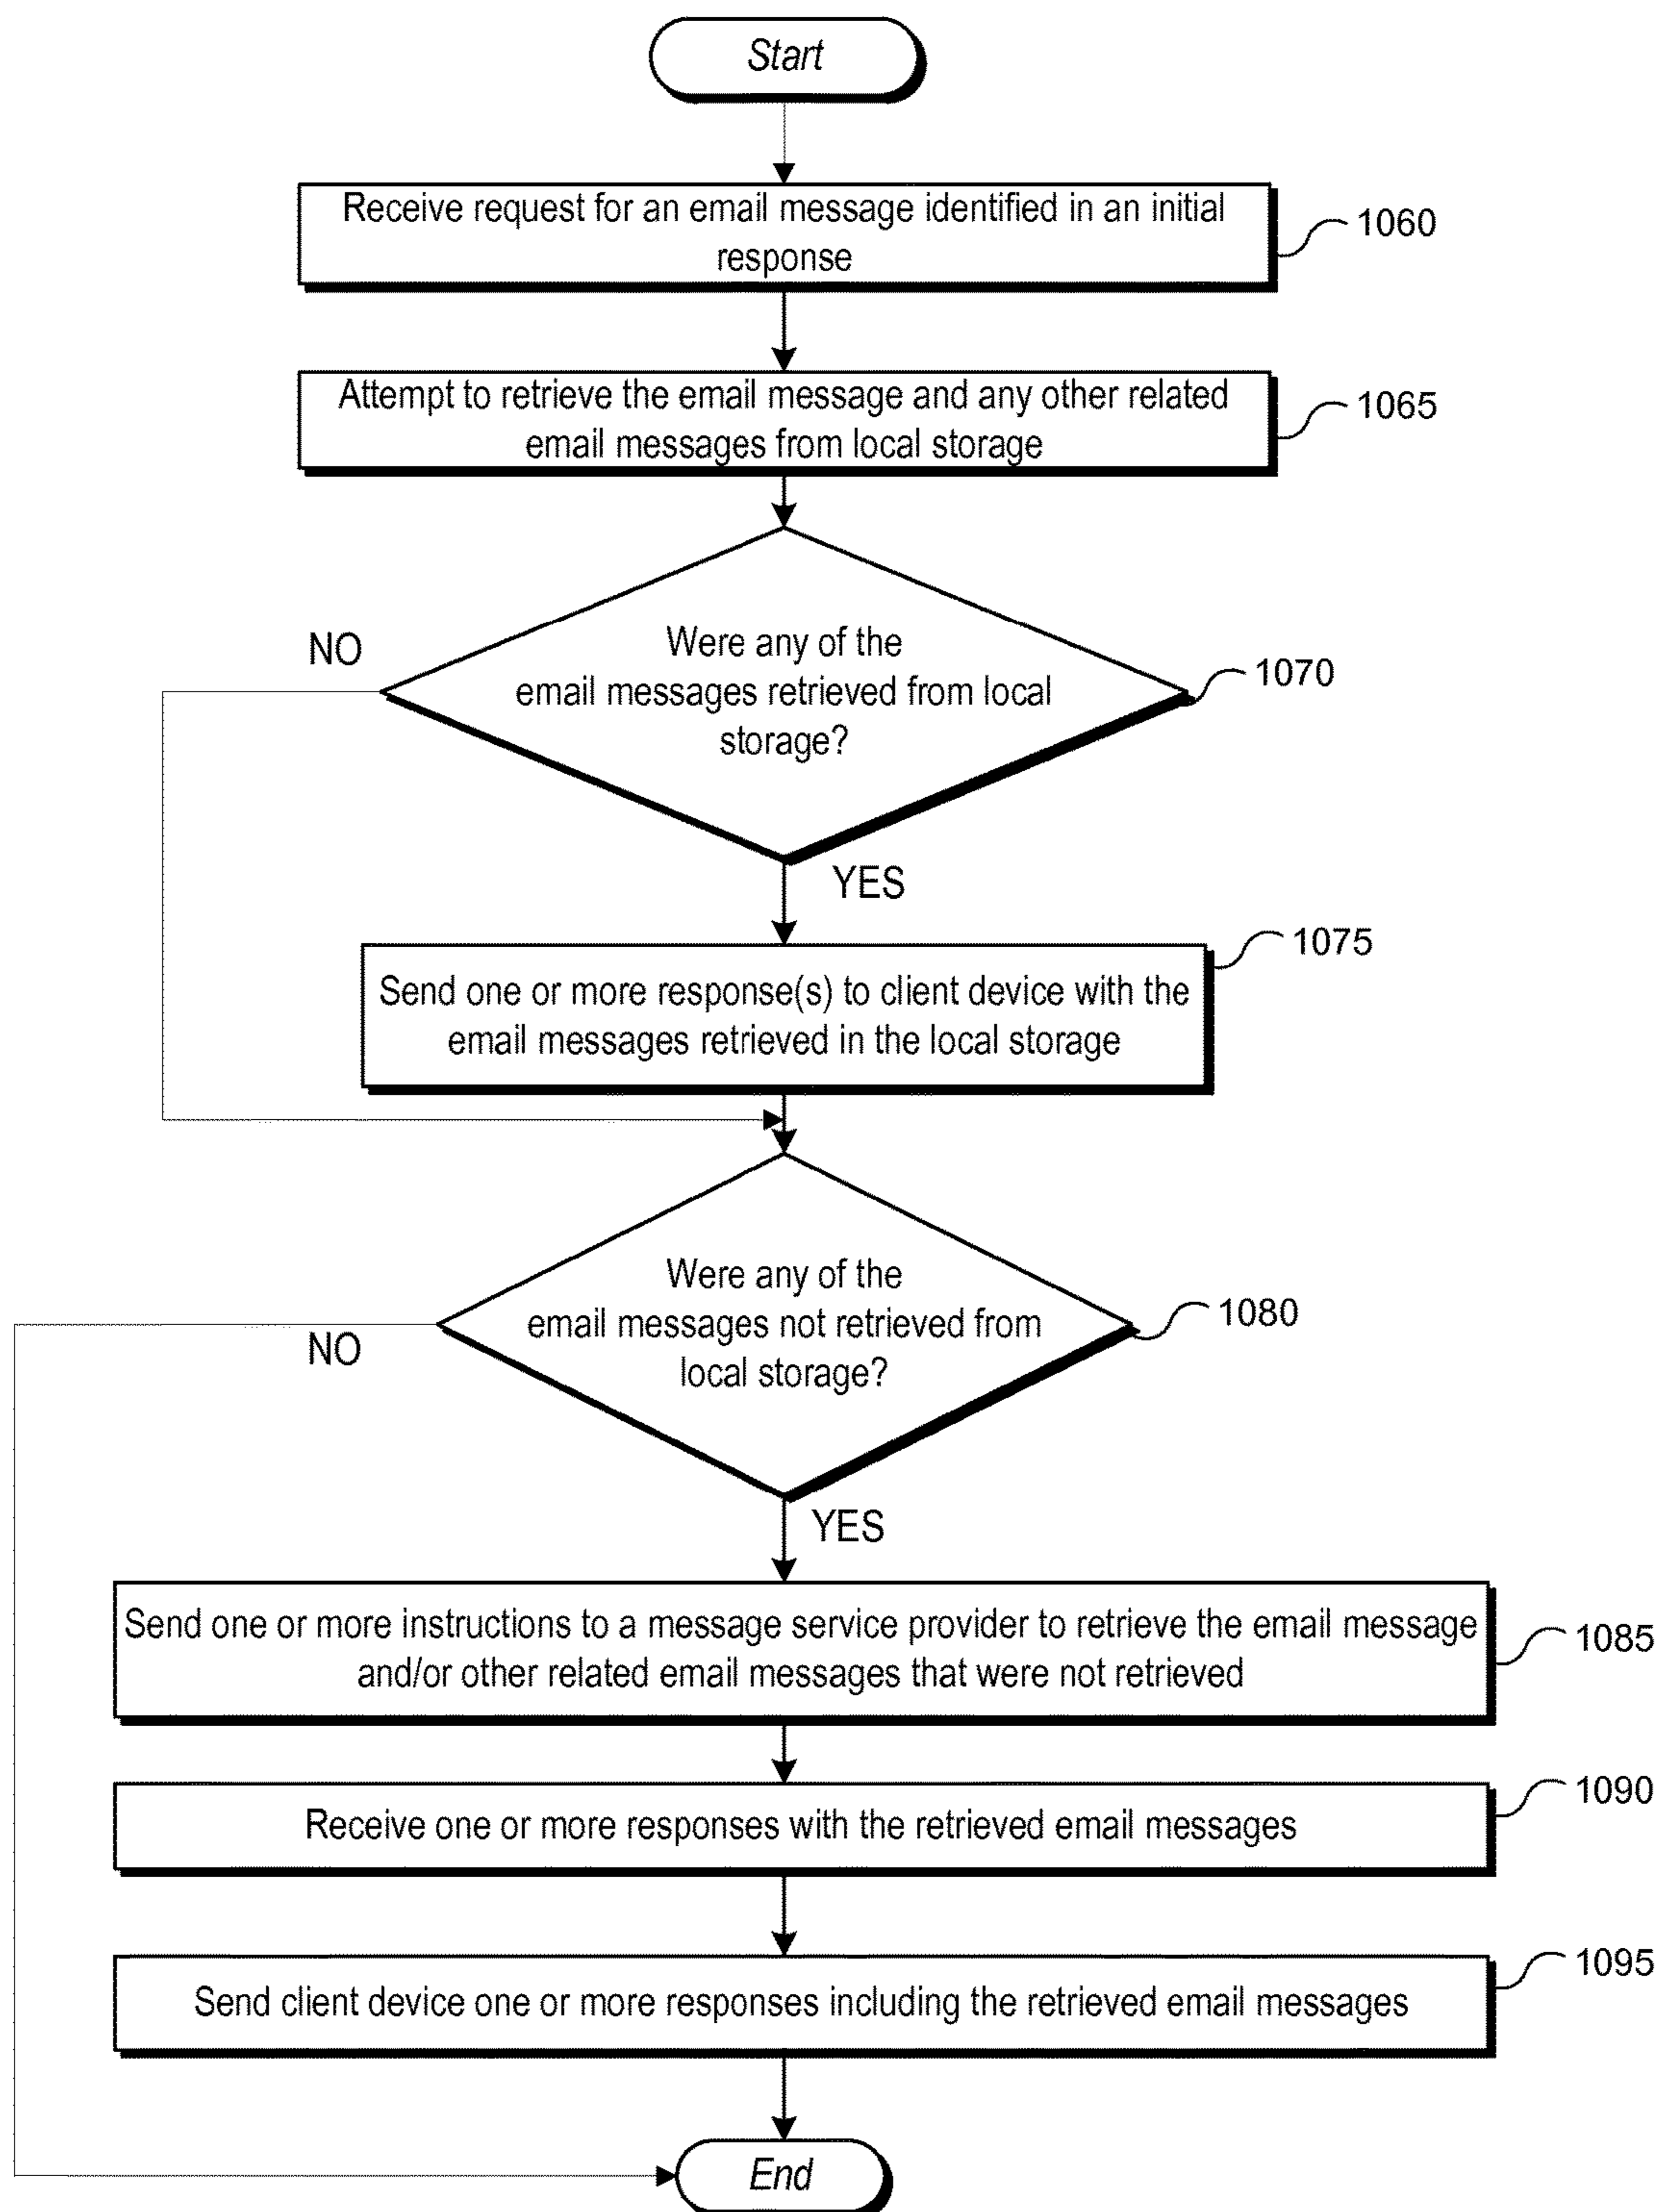 Start
Receive request for an email message identified in an initial
response
1060
Attempt to retrieve the email message and any other related
email messages from local storage
1065
NO
Were any of the
email messages retrieved from local
storage?
1070
YES
Send one or more response(s) to client device with the
email messages retrieved in the local storage
1075
Were any of the
email messages not retrieved from
local storage?
1080
NO
YES
Send one or more instructions to a message service provider to retrieve the email message
and/or other related email messages that were not retrieved
1085
Receive one or more responses with the retrieved email messages
1090
Send client device one or more responses including the retrieved email messages
1095
End